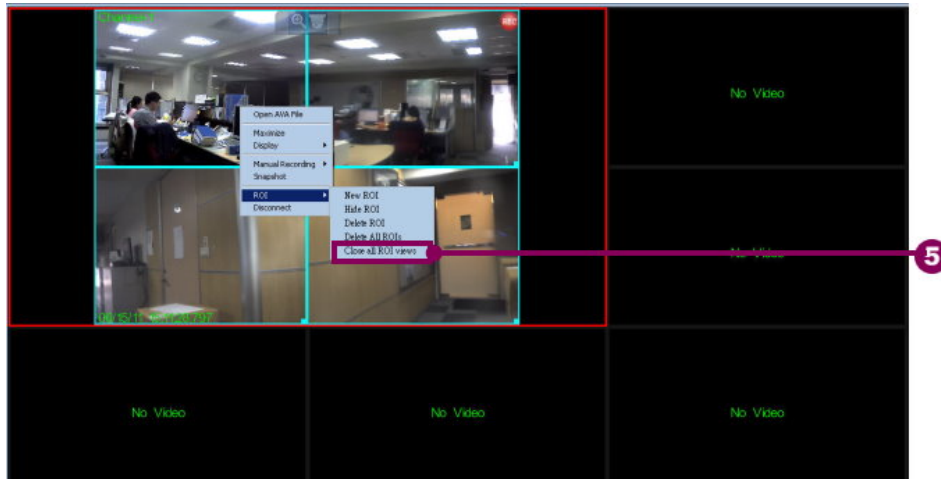 Channel 1
REC
No Video
Open AVA File
Maximize
Display
Manual Recording
Snapshot
ROI
Disconnect
New ROI
Hide ROI
Delete ROI
Delete All ROIs
Close all ROI views
5
No Video
No Video
No Video
No Video